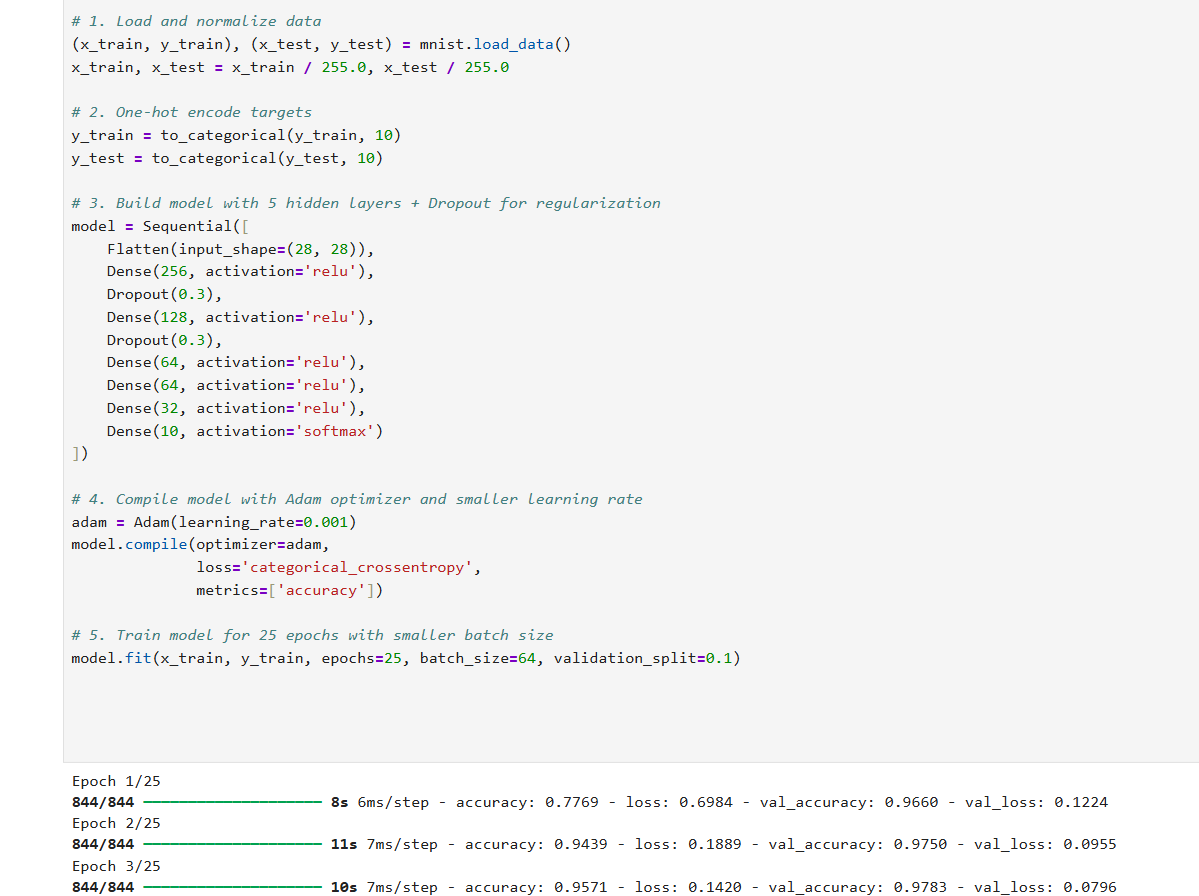 # 1. Load and normalize data
(x_train, y_train), (x_test, y_test) = mnist.load_data()
x_train, x_test = x_train / 255.0, x_test / 255.0
# 2. One-hot encode targets
y_train = to_categorical(y_train, 10)
y_test = to_categorical(y_test, 10)
# 3. Build model with 5 hidden layers + Dropout for regularization
model = Sequential([
    Flatten(input_shape=(28, 28)),
    Dense(256, activation='relu'),
    Dropout(0.3),
    Dense(128, activation='relu'),
    Dropout(0.3),
    Dense(64, activation='relu'),
    Dense(64, activation='relu'),
    Dense(32, activation='relu'),
    Dense(10, activation='softmax')
])
# 4. Compile model with Adam optimizer and smaller learning rate
adam = Adam(learning_rate=0.001)
model.compile(optimizer=adam,
              loss='categorical_crossentropy',
              metrics=['accuracy'])
# 5. Train model for 25 epochs with smaller batch size
model.fit(x_train, y_train, epochs=25, batch_size=64, validation_split=0.1)
Epoch 1/25
844/844 8s 6ms/step - accuracy: 0.7769 - loss: 0.6984 - val_accuracy: 0.9660 - val_loss: 0.1224
Epoch 2/25
844/844 11s 7ms/step - accuracy: 0.9439 - loss: 0.1889 - val_accuracy: 0.9750 - val_loss: 0.0955
Epoch 3/25
844/844 10s 7ms/step - accuracy: 0.9571 - loss: 0.1420 - val_accuracy: 0.9783 - val_loss: 0.0796